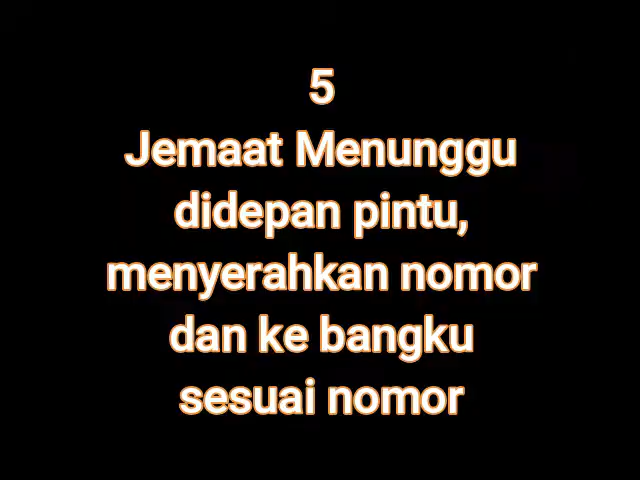 5
Jemaat Menunggu
didepan pintu,
menyerahkan nomor
dan ke bangku
sesuai nomor